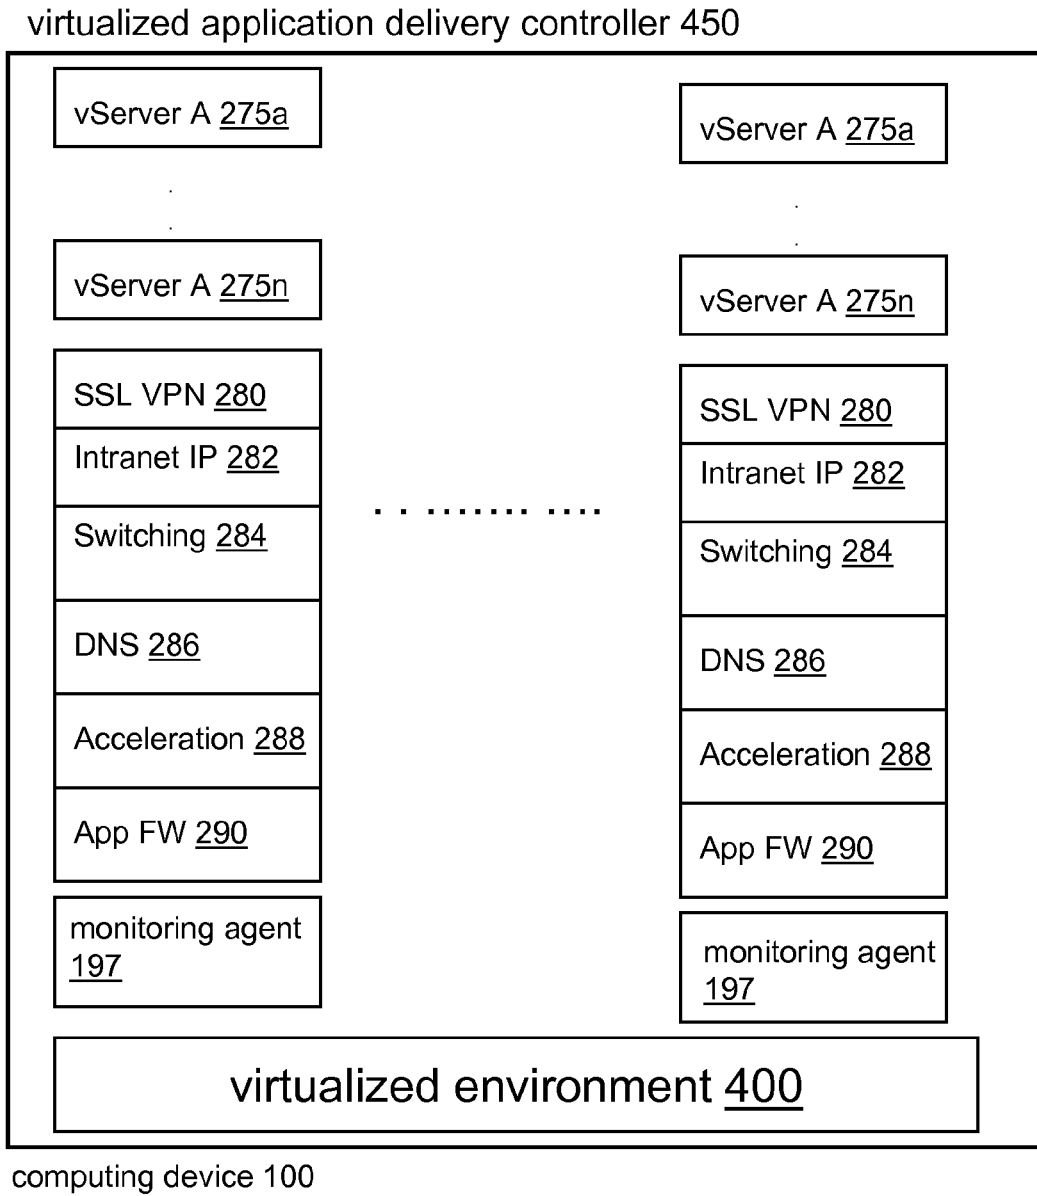 virtualized application delivery controller 450
vServer A 275a
vServer A 275n
SSL VPN 280
Intranet IP 282
Switching 284
DNS 286
Acceleration 288
App FW 290
monitoring agent
197
vServer A 275a
vServer A 275n
SSL VPN 280
Intranet IP 282
Switching 284
DNS 286
Acceleration 288
App FW 290
monitoring agent
197
virtualized environment 400
computing device 100